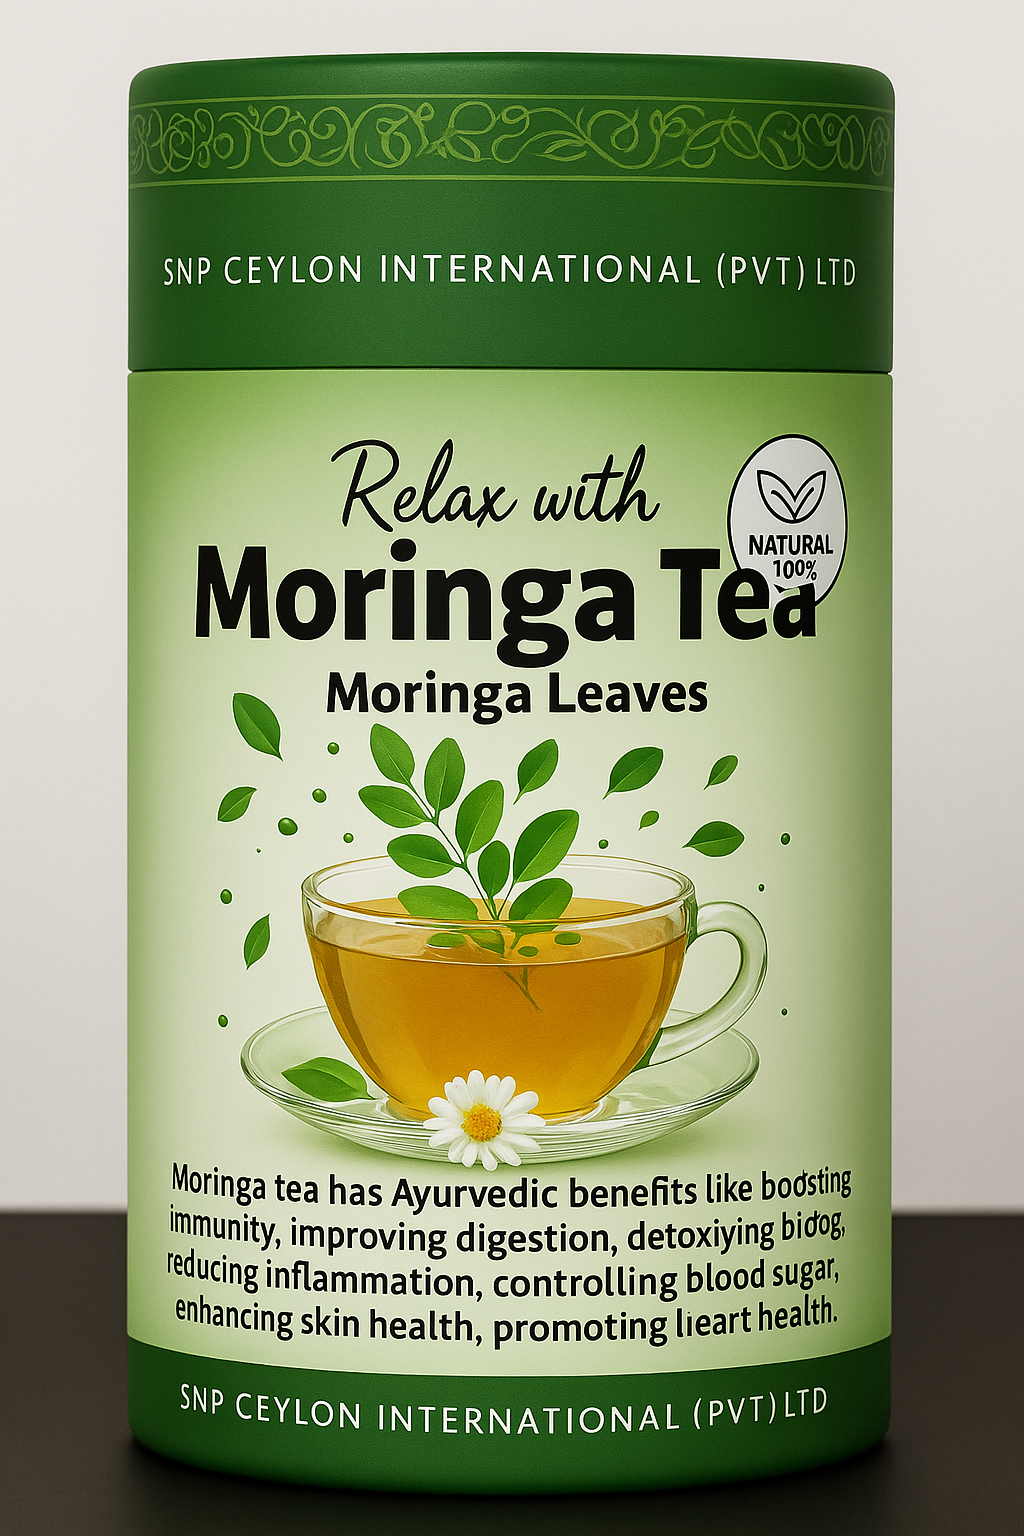 SNP CEYLON INTERNATIONAL (PVT) LTD
Relax with
NATURAL
100%
Moringa Tea
Moringa Leaves
Moringa tea has Ayurvedic benefits like boosting
immunity, improving digestion, detoxiying
reducing inflammation, controlling blood sugar,
enhancing skin health, promoting lieart health.
SNP CEYLON INTERNATIONAL (PVT) LTD